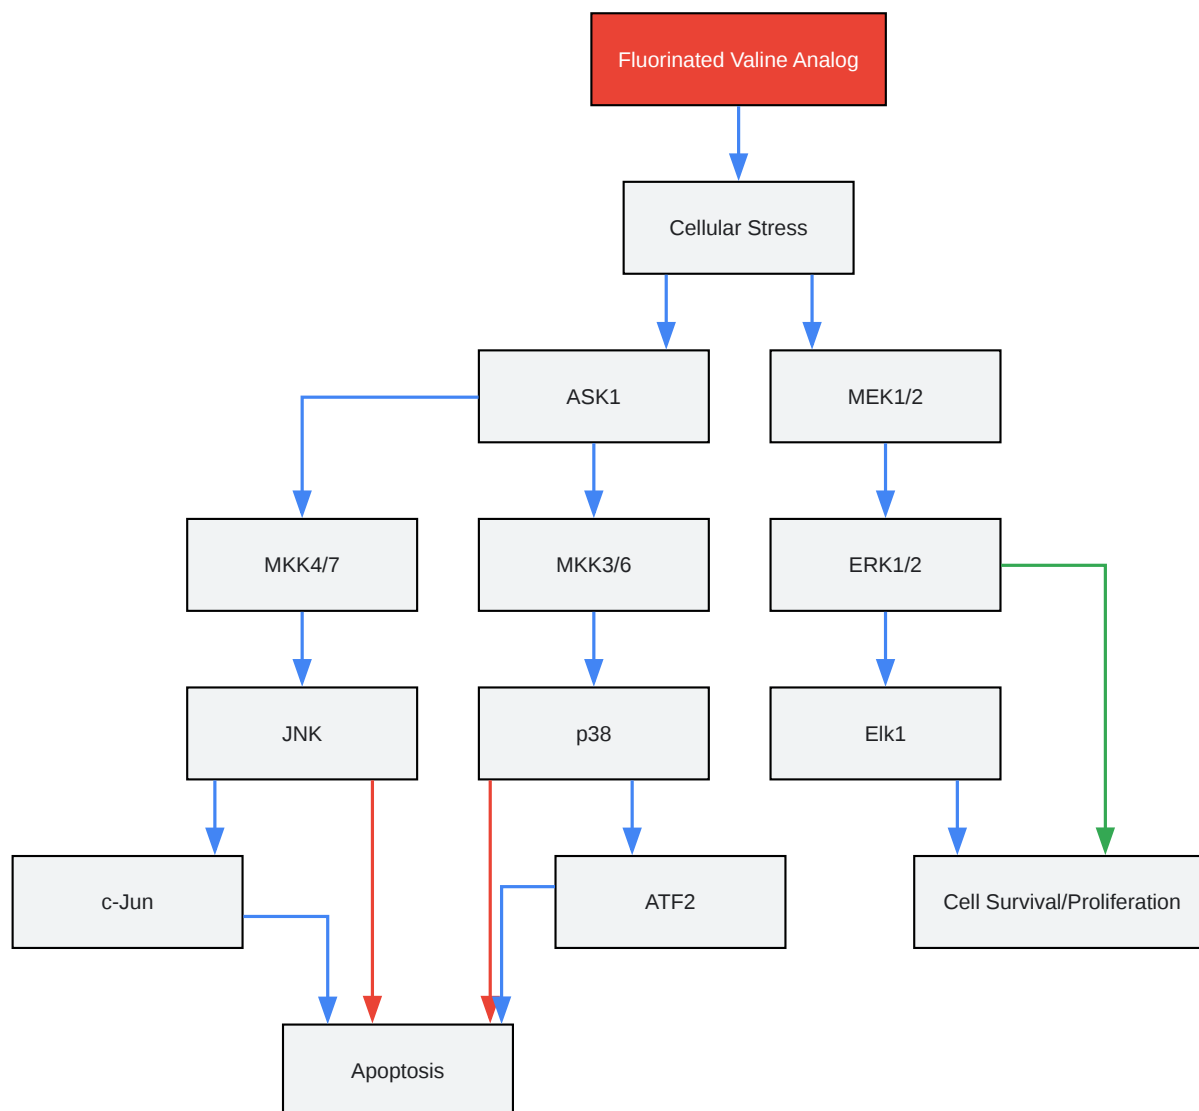 Fluorinated Valine Analog
Cellular Stress
ASK1
MEK1/2
MKK4/7
MKK3/6
ERK1/2
JNK
p38
Elk1
c-Jun
ATF2
Cell Survival/Proliferation
Apoptosis